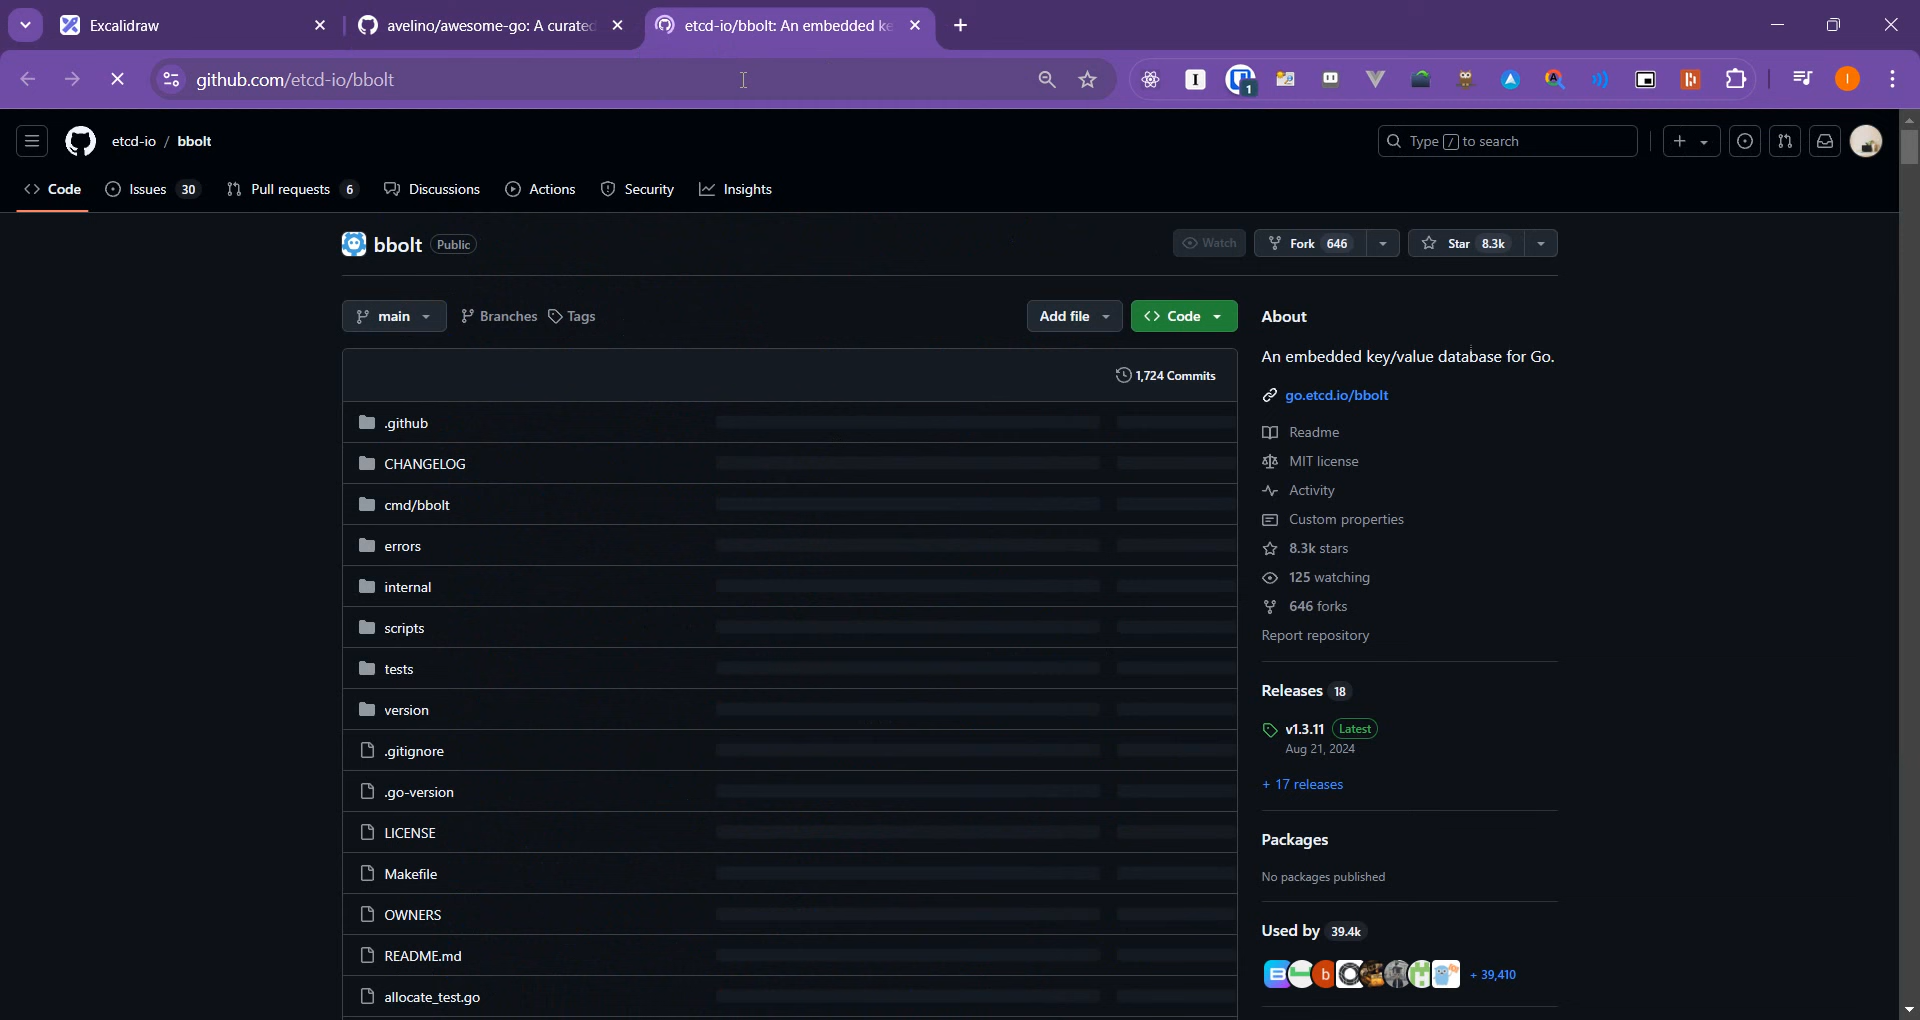 Excalidraw
avelino/awesome-go: A curated
etcd-io/bbolt: An embedded ke
github.com/etcd-io/bbolt
1
I
etcd-io / bbolt
Type / to search
Code
Issues 30
Pull requests 6
Discussions
Actions
Security
Insights
bbolt Public
Watch
Fork 646
Star 8.3k
main
Branches
Tags
Add file
Code
1,724 Commits
.github
CHANGELOG
cmd/bbolt
errors
internal
scripts
tests
version
.gitignore
.go-version
LICENSE
Makefile
OWNERS
README.md
allocate_test.go
About
An embedded key/value database for Go.
go.etcd.io/bbolt
Readme
MIT license
Activity
Custom properties
8.3k stars
125 watching
646 forks
Report repository
Releases 18
v1.3.11 Latest
Aug 21, 2024
+ 17 releases
Packages
No packages published
Used by 39.4k
b
+ 39,410